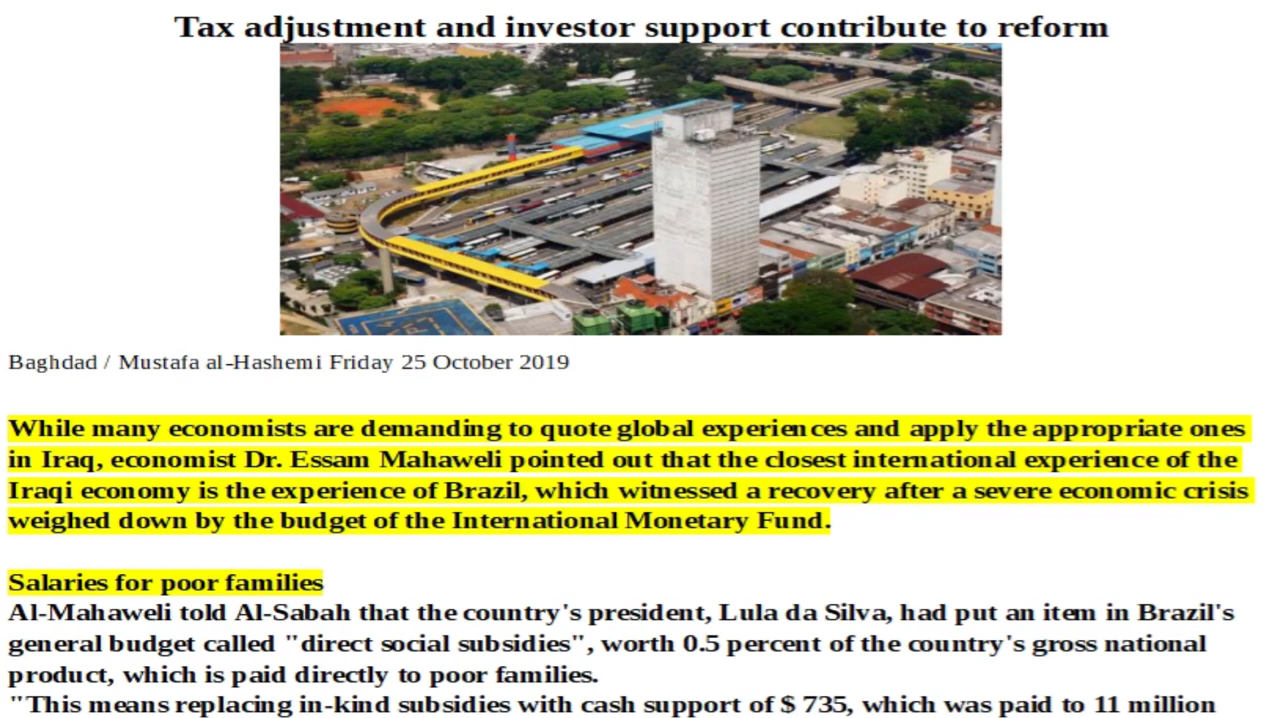 Tax adjustment and investor support contribute to reform
Baghdad / Mustafa al-Hashemi Friday 25 October 2019
While many economists are demanding to quote global experiences and apply the appropriate ones
in Iraq, economist Dr. Essam Mahaweli pointed out that the closest international experience of the
Iraqi economy is the experience of Brazil, which witnessed a recovery after a severe economic crisis
weighed down by the budget of the International Monetary Fund.
Salaries for poor families
Al-Mahaweli told Al-Sabah that the country's president, Lula da Silva, had put an item in Brazil's
general budget called "direct social subsidies", worth 0.5 percent of the country's gross national
product, which is paid directly to poor families.
"This means replacing in-kind subsidies with cash support of $ 735, which was paid to 11 million